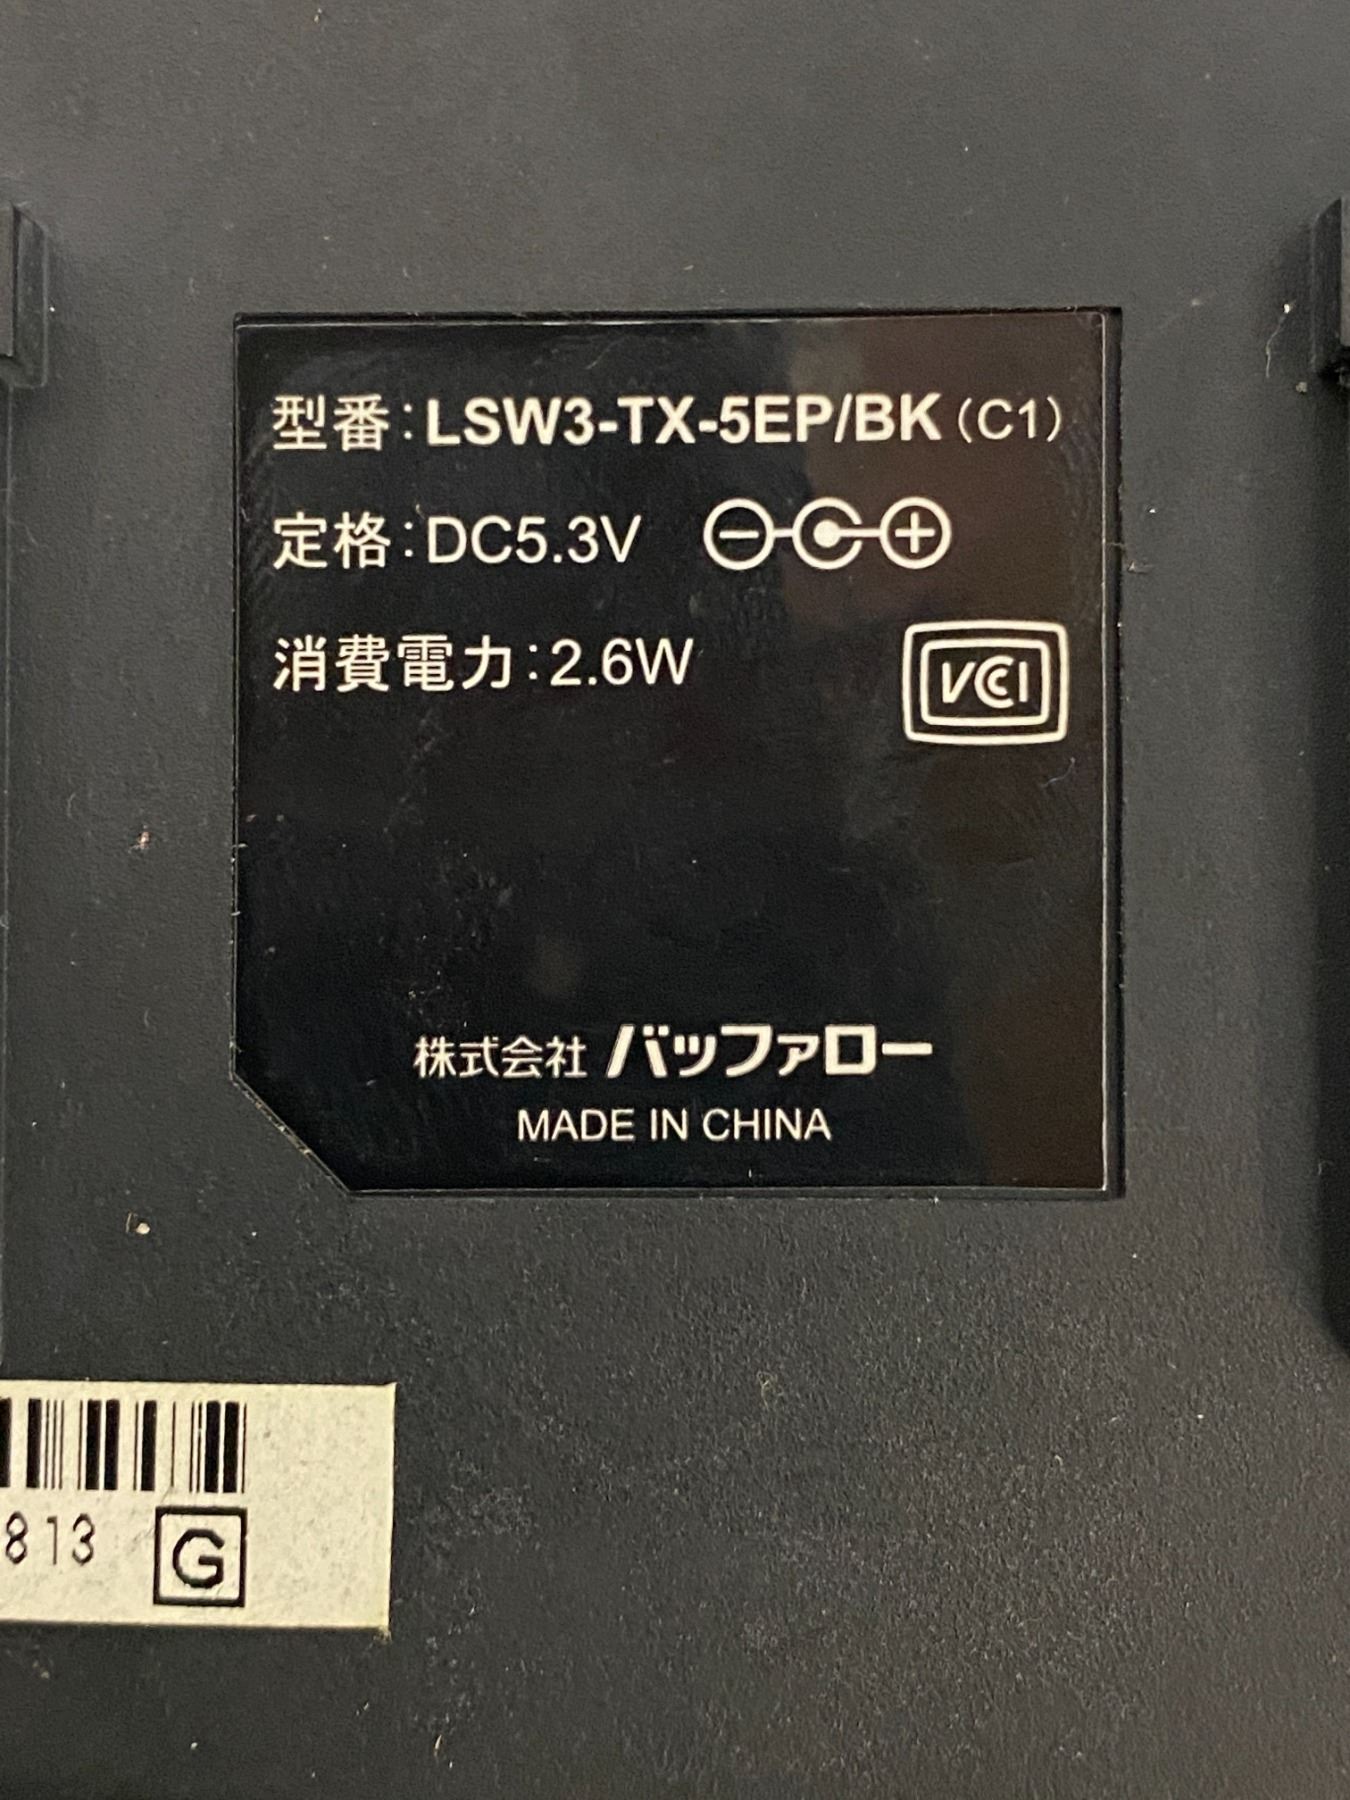 型番:LSW3-TX-5EP/BK(C1)
定格:DC5.3V
消費電力:2.6W
VCCI
株式会社 バッファロー
MADE IN CHINA
813
G